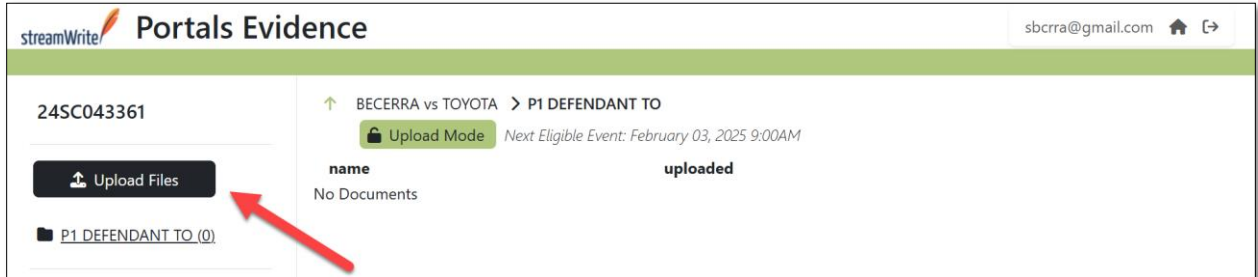 streamWrite Portals Evidence
sbcrra@gmail.com
24SC043361
Upload Files
P1 DEFENDANT TO (0)
BECERRA vs TOYOTA > P1 DEFENDANT TO
Upload Mode Next Eligible Event: February 03, 2025 9:00AM
name uploaded
No Documents